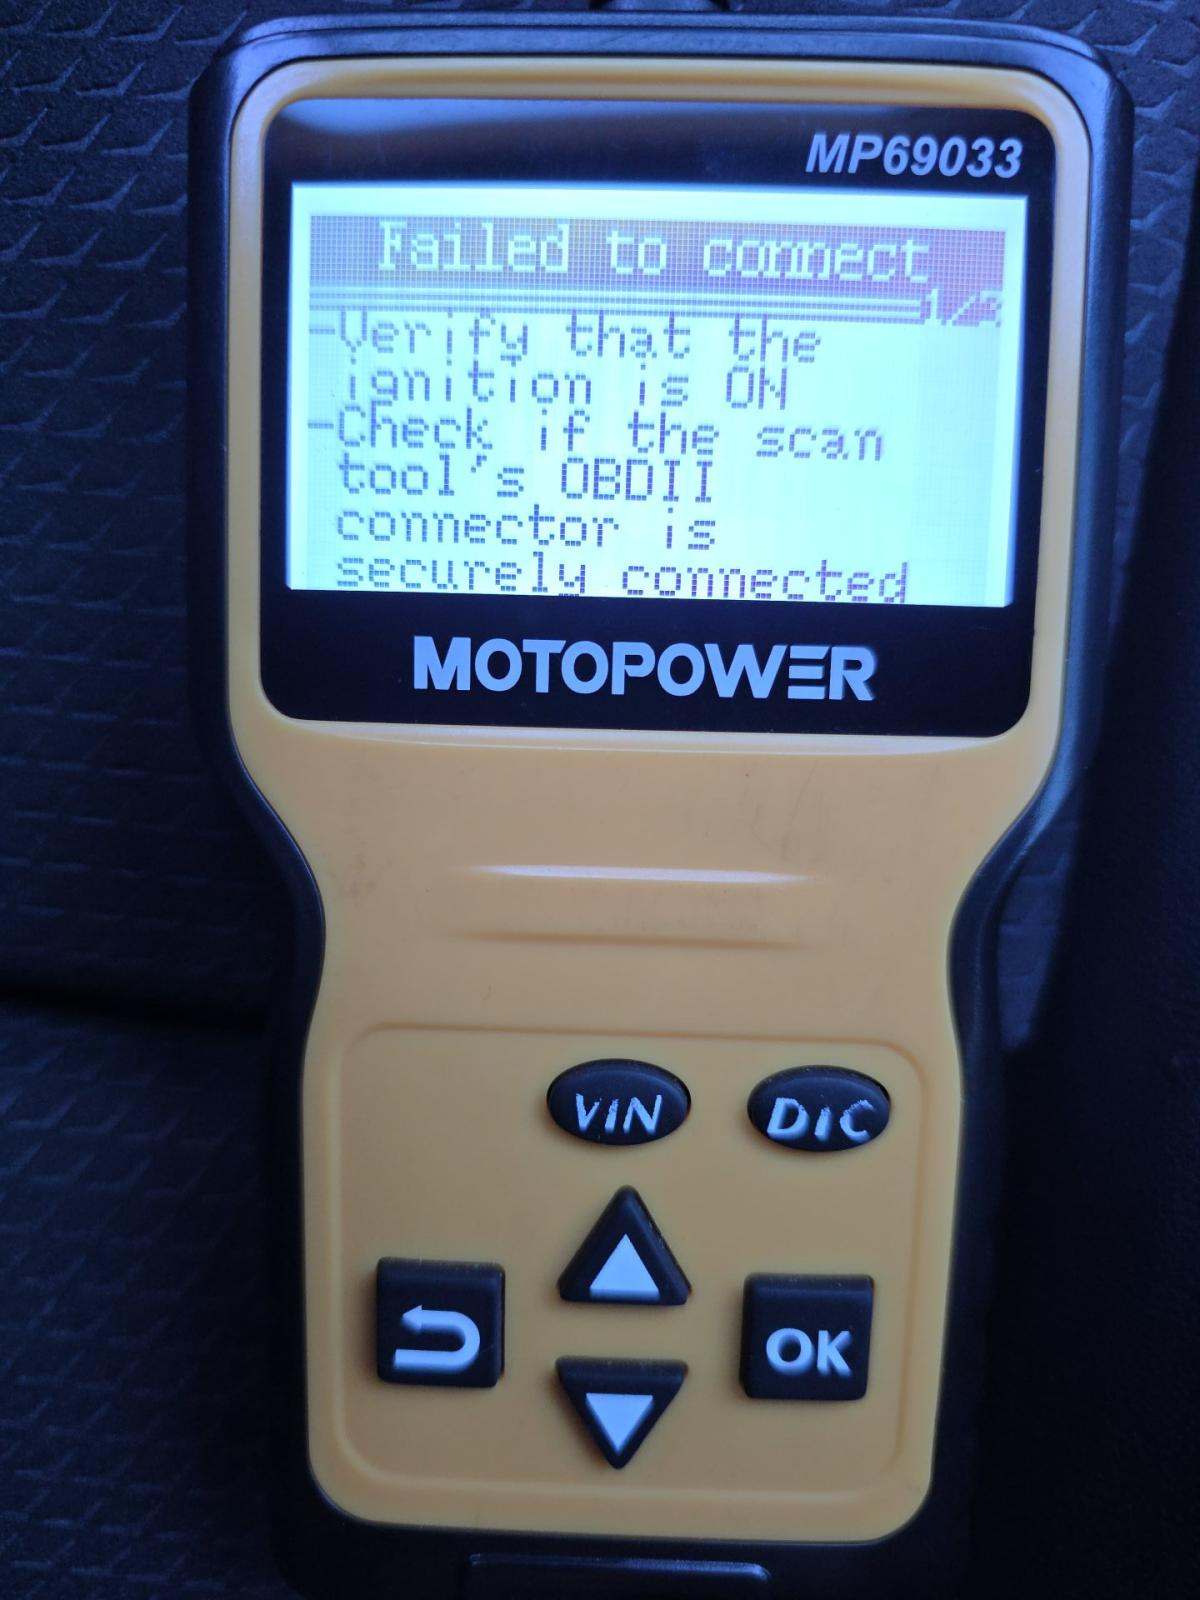 MP69033
Failed to connect
-Verify that the
ignition is ON
-Check if the scan
tool's OBDII
connector is
securely connected
MOTOPOWER
VIN
DIC
OK